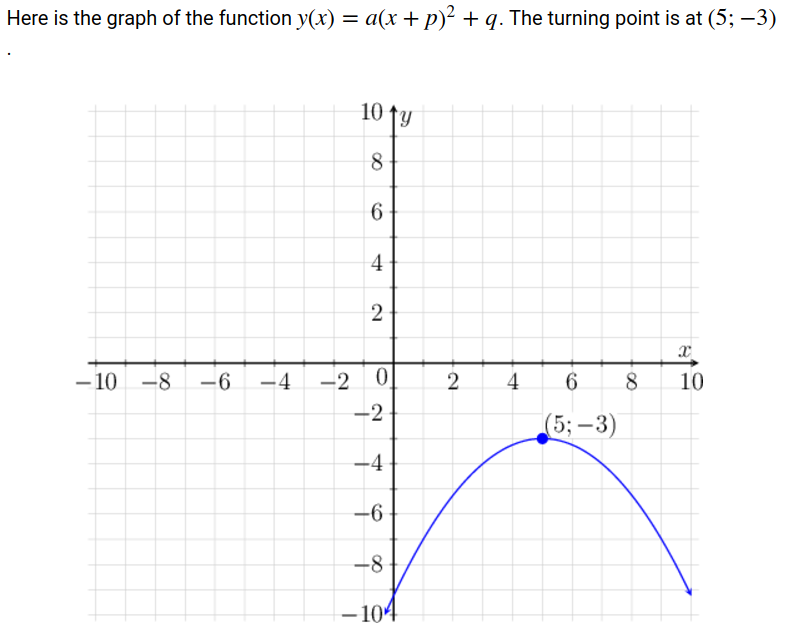 Here is the graph of the function y(x) = a(x + p)² + q. The turning point is at (5; −3)
.
10 y
8
6
4
2
x
−10 −8 −6 −4 −2 0 2 4 6 8 10
−2
(5; −3)
−4
−6
−8
−10